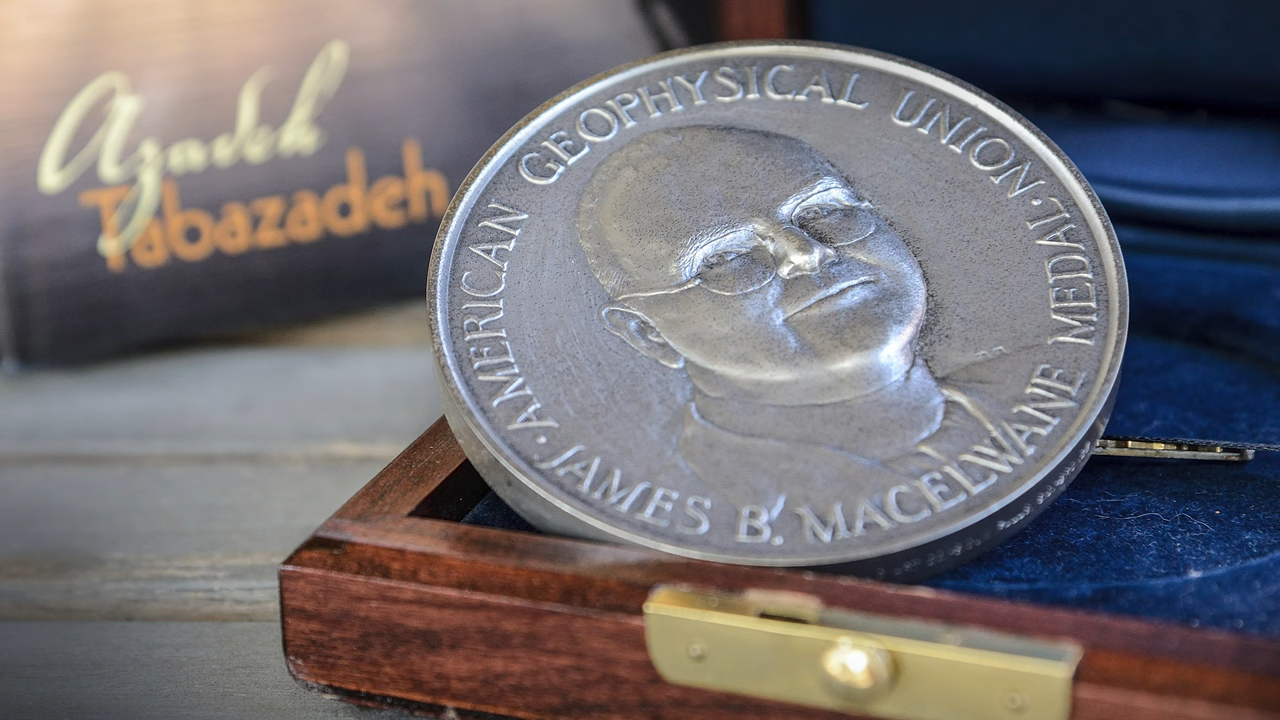 Azadeh
Tabazadeh
· AMERICAN GEOPHYSICAL UNION ·
JAMES B. MACELWANE MEDAL